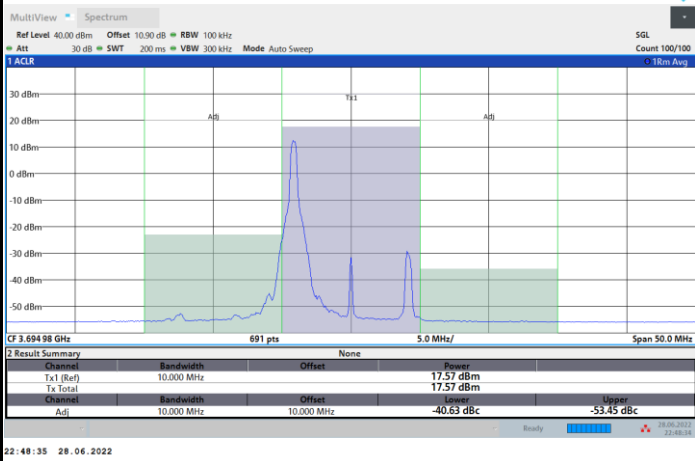 MultiView Spectrum
Ref Level 40.00 dBm Offset 10.90 dB RBW 100 kHz SGL
Att 30 dB SWT 200 ms VBW 300 kHz Mode Auto Sweep Count 100/100
1 ACLR 1Rm Avg
30 dBm
Tx1
20 dBm
Adj Adj
10 dBm
0 dBm
-10 dBm
-20 dBm
-30 dBm
-40 dBm
-50 dBm
CF 3.694 98 GHz 691 pts 5.0 MHz/ Span 50.0 MHz
2 Result Summary None
Channel Bandwidth Offset Power
Tx1 (Ref) 10.000 MHz 17.57 dBm
Tx Total 17.57 dBm
Channel Bandwidth Offset Lower Upper
Adj 10.000 MHz 10.000 MHz -40.63 dBc -53.45 dBc
Ready 28.06.2022
22:48:34
22:48:35 28.06.2022